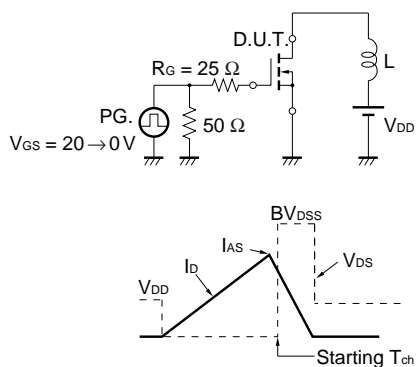 D.U.T.
RG = 25 Ω
L
PG.
50 Ω
VDD
VGS = 20 → 0 V
BVDSS
IAS
ID
VDS
VDD
Starting Tch